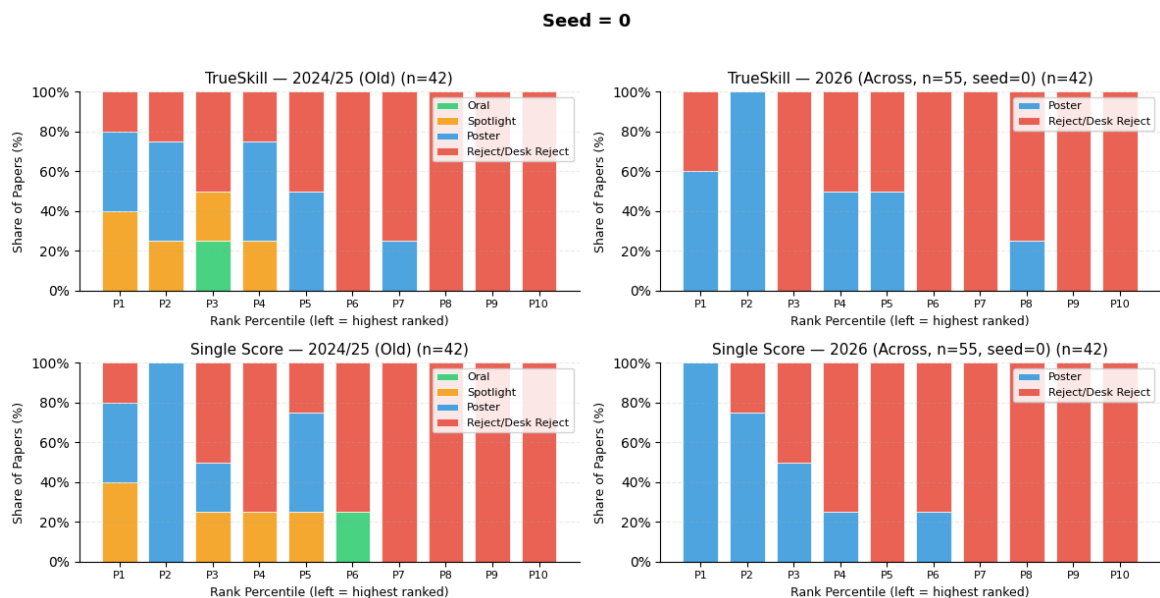 Seed = 0
TrueSkill — 2024/25 (Old) (n=42)
100%
80%
60%
40%
20%
0%
Share of Papers (%)
Oral
Spotlight
Poster
Reject/Desk Reject
P1 P2 P3 P4 P5 P6 P7 P8 P9 P10
Rank Percentile (left = highest ranked)
TrueSkill — 2026 (Across, n=55, seed=0) (n=42)
100%
80%
60%
40%
20%
0%
Share of Papers (%)
Poster
Reject/Desk Reject
P1 P2 P3 P4 P5 P6 P7 P8 P9 P10
Rank Percentile (left = highest ranked)
Single Score — 2024/25 (Old) (n=42)
100%
80%
60%
40%
20%
0%
Share of Papers (%)
Oral
Spotlight
Poster
Reject/Desk Reject
P1 P2 P3 P4 P5 P6 P7 P8 P9 P10
Rank Percentile (left = highest ranked)
Single Score — 2026 (Across, n=55, seed=0) (n=42)
100%
80%
60%
40%
20%
0%
Share of Papers (%)
Poster
Reject/Desk Reject
P1 P2 P3 P4 P5 P6 P7 P8 P9 P10
Rank Percentile (left = highest ranked)